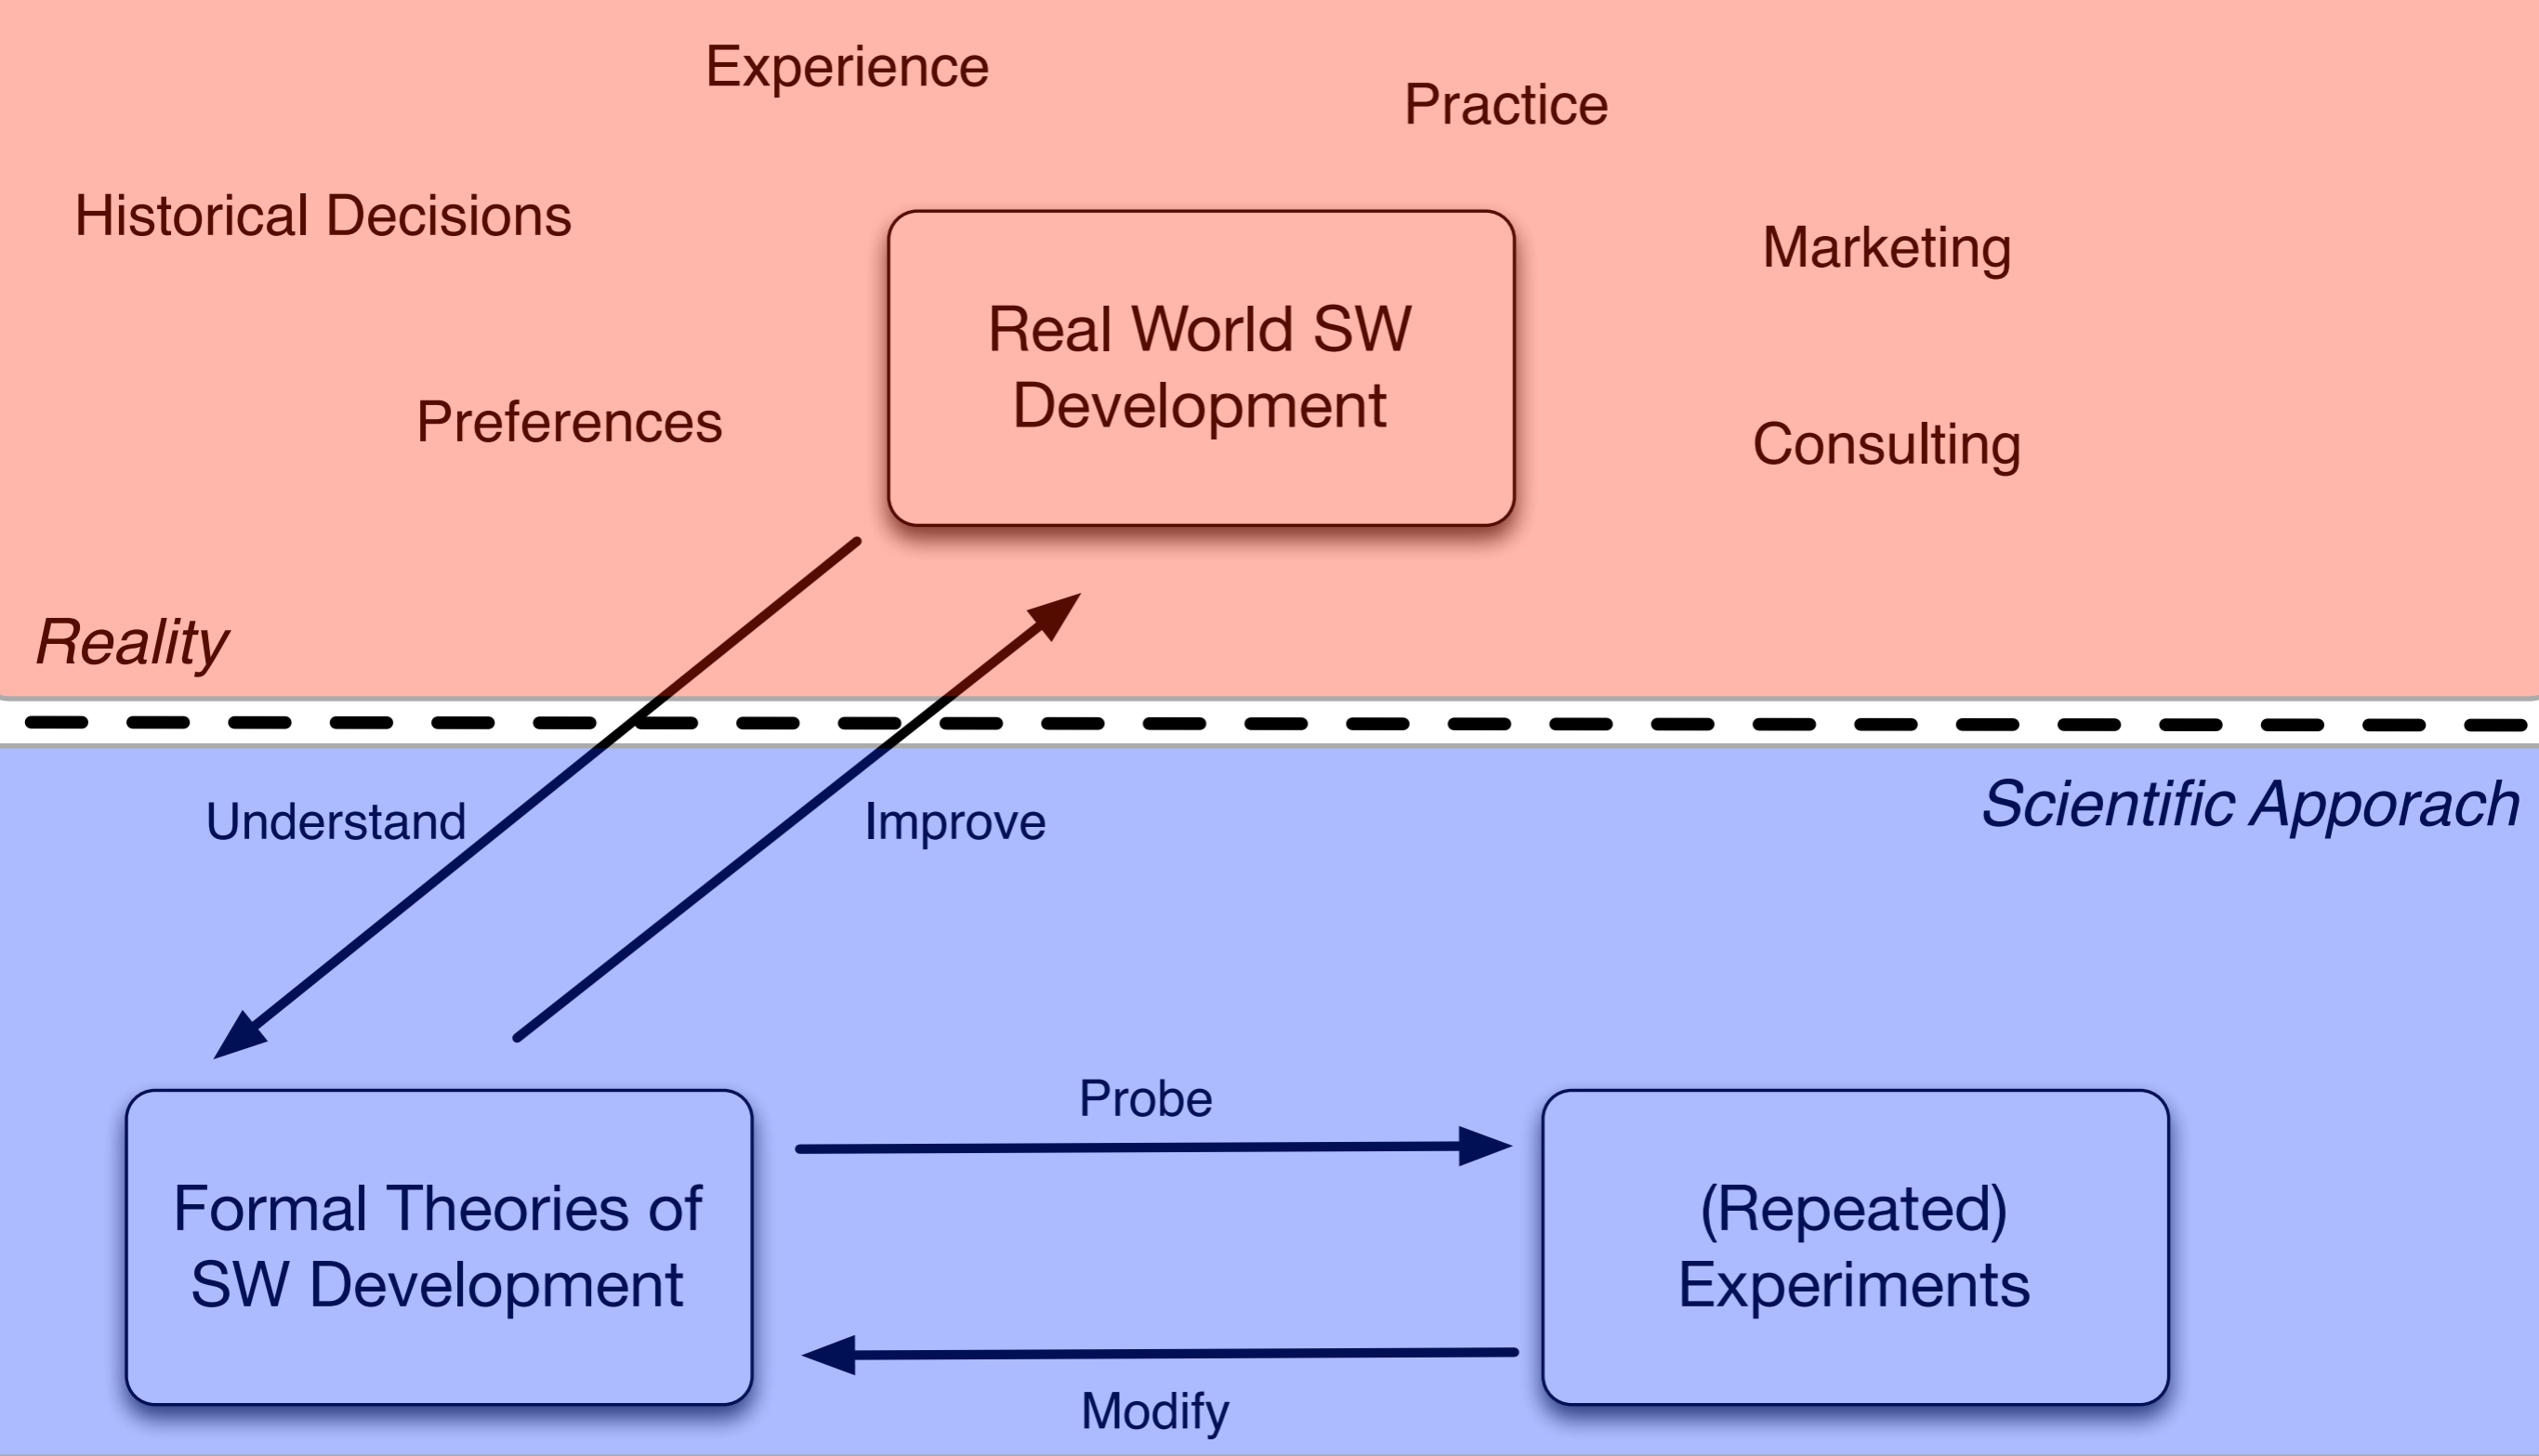 Experience
Practice
Historical Decisions
Marketing
Real World SW
Development
Preferences
Consulting
Reality
Scientific Apporach
Understand
Improve
Probe
Formal Theories of
SW Development
(Repeated)
Experiments
Modify